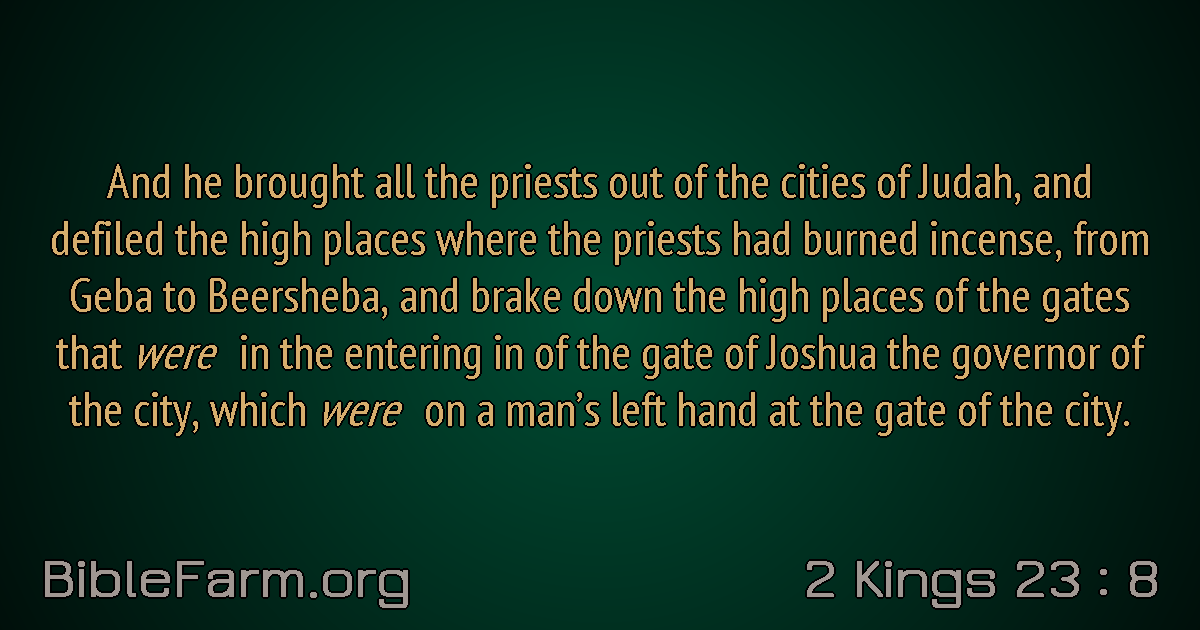 And he brought all the priests out of the cities of Judah, and
defiled the high places where the priests had burned incense, from
Geba to Beersheba, and brake down the high places of the gates
that were in the entering in of the gate of Joshua the governor of
the city, which were on a man’s left hand at the gate of the city.
BibleFarm.org
2 Kings 23 : 8